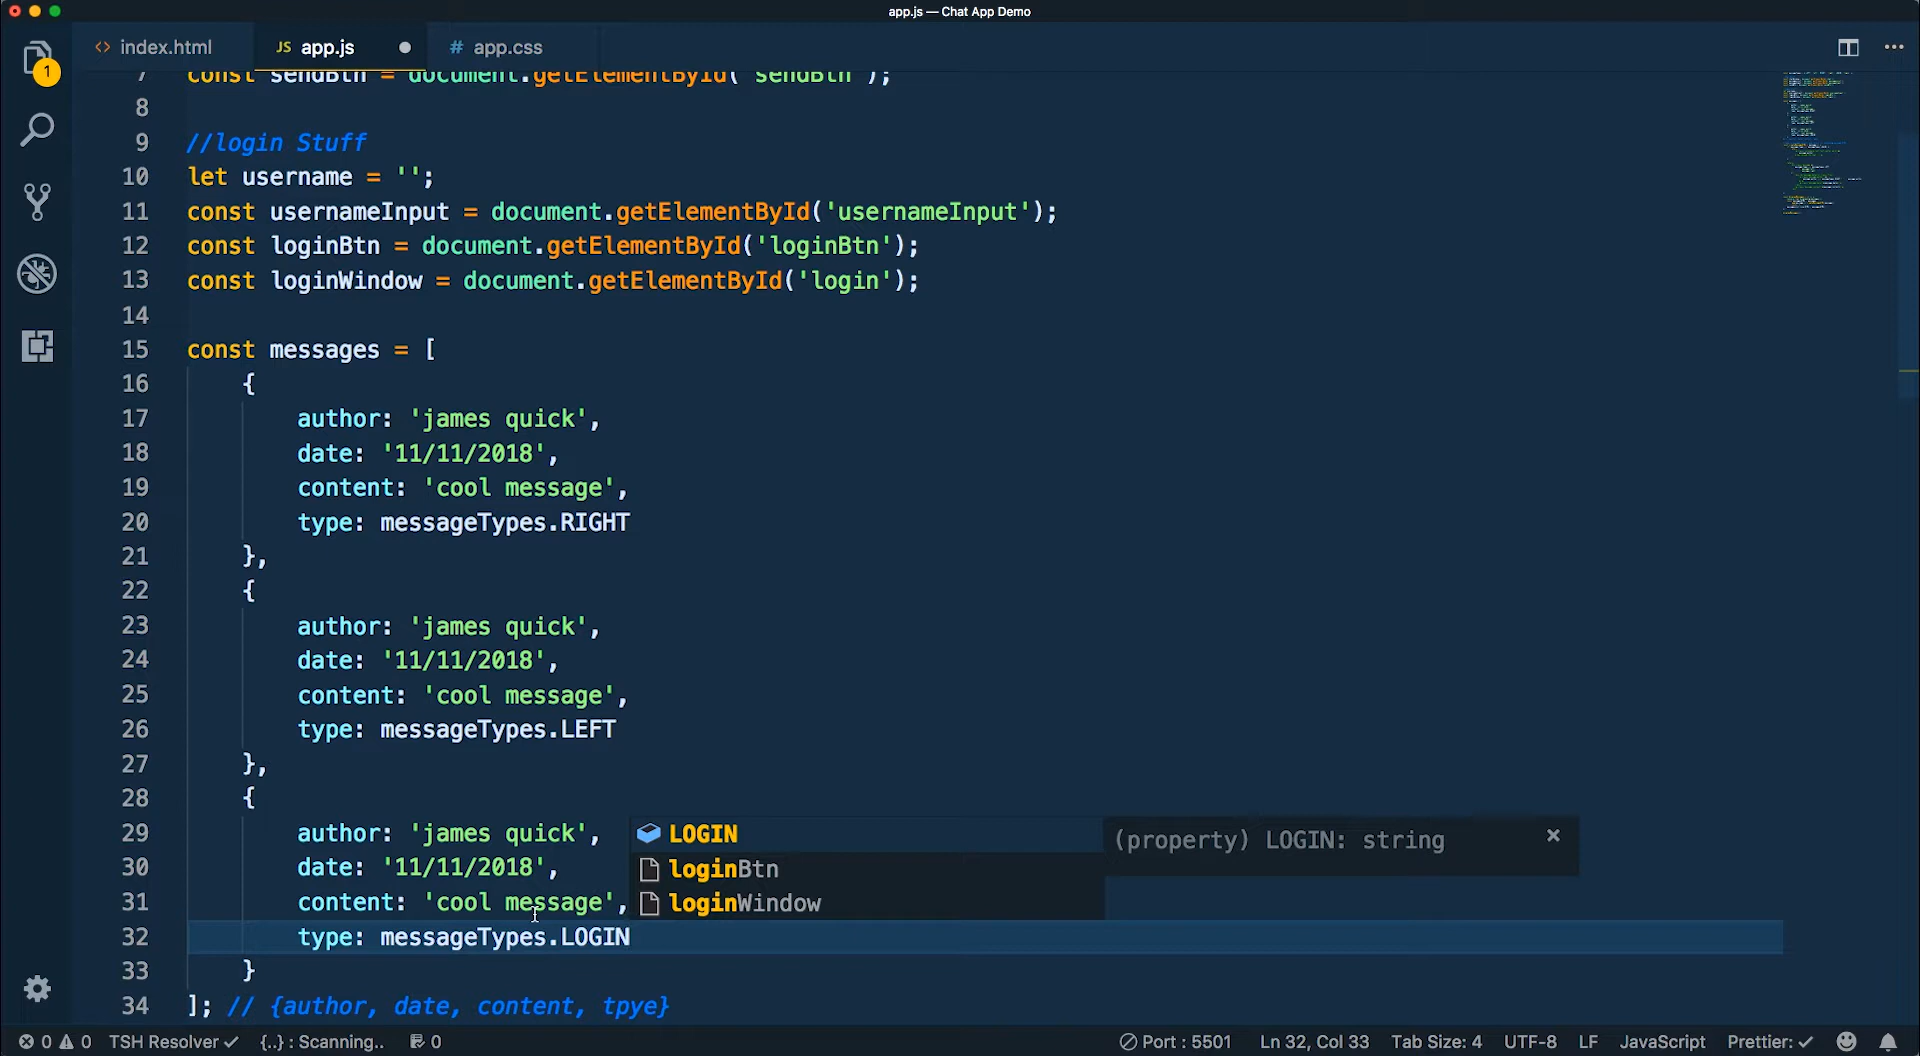 app.js — Chat App Demo
1
<> index.html
JS app.js
# app.css
7 const sendBtn = document.getElementById('sendBtn');
8
9 //login Stuff
10 let username = '';
11 const usernameInput = document.getElementById('usernameInput');
12 const loginBtn = document.getElementById('loginBtn');
13 const loginWindow = document.getElementById('login');
14
15 const messages = [
16 {
17 author: 'james quick',
18 date: '11/11/2018',
19 content: 'cool message',
20 type: messageTypes.RIGHT
21 },
22 {
23 author: 'james quick',
24 date: '11/11/2018',
25 content: 'cool message',
26 type: messageTypes.LEFT
27 },
28 {
29 author: 'james quick',
LOGIN
(property) LOGIN: string
30 date: '11/11/2018',
loginBtn
31 content: 'cool message',
loginWindow
32 type: messageTypes.LOGIN
33 }
34 ]; // {author, date, content, tpye}
0 0 TSH Resolver {..} : Scanning.. 0 Port : 5501 Ln 32, Col 33 Tab Size: 4 UTF-8 LF JavaScript Prettier: